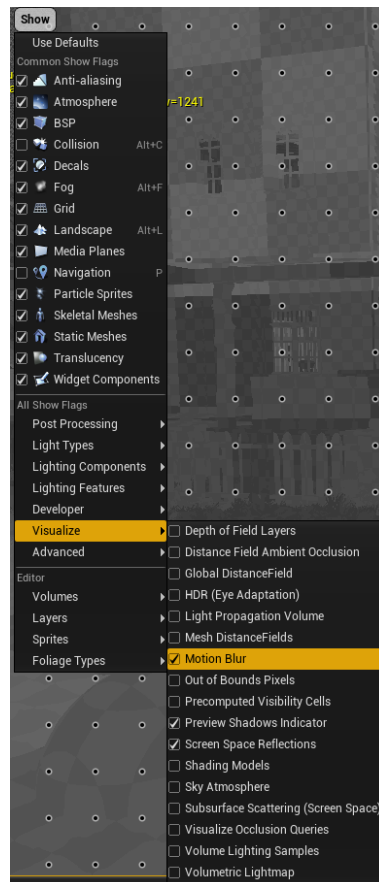 Show
Use Defaults
Common Show Flags
Anti-aliasing
Atmosphere
=1241
BSP
Collision Alt+C
Decals
Fog Alt+F
Grid
Landscape Alt+L
Media Planes
Navigation P
Particle Sprites
Skeletal Meshes
Static Meshes
Translucency
Widget Components
All Show Flags
Post Processing
Light Types
Lighting Components
Lighting Features
Developer
Visualize
Advanced
Editor
Volumes
Layers
Sprites
Foliage Types
Depth of Field Layers
Distance Field Ambient Occlusion
Global DistanceField
HDR (Eye Adaptation)
Light Propagation Volume
Mesh DistanceFields
Motion Blur
Out of Bounds Pixels
Precomputed Visibility Cells
Preview Shadows Indicator
Screen Space Reflections
Shading Models
Sky Atmosphere
Subsurface Scattering (Screen Space)
Visualize Occlusion Queries
Volume Lighting Samples
Volumetric Lightmap